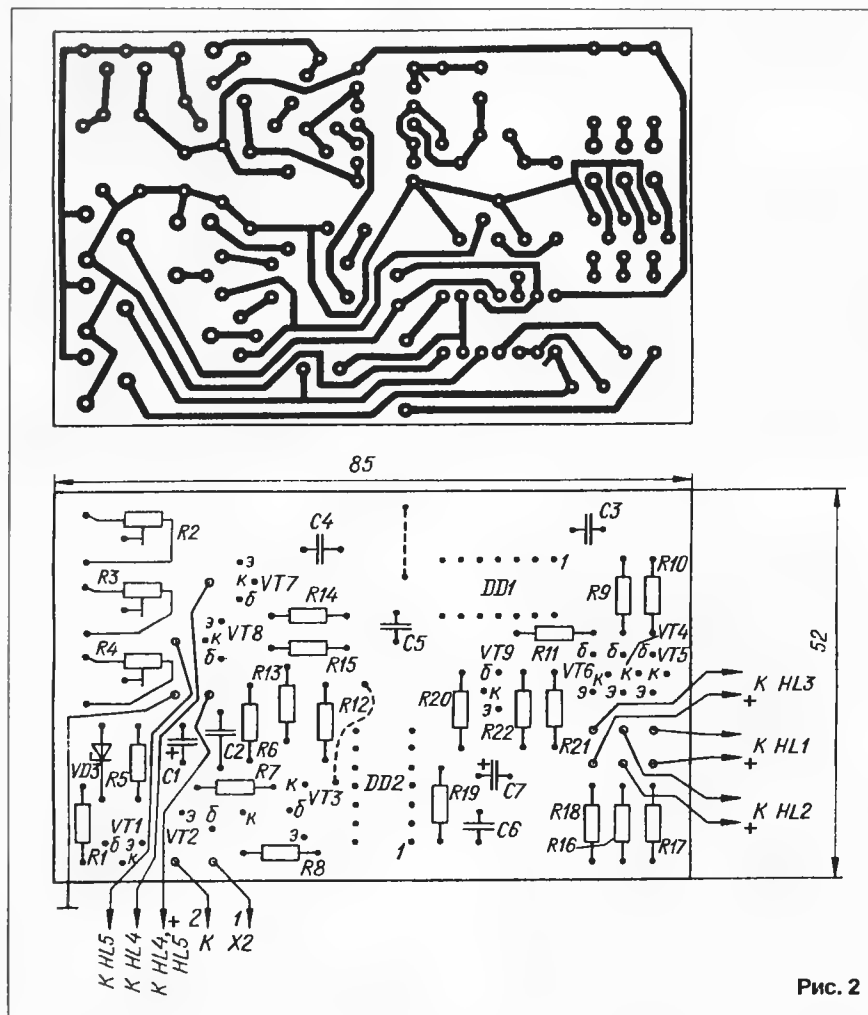 85
52
R2
R3
R4
C4
C3
э
к VT7
б
R14
1
DD1
R9
R10
э
к VT8
б
R15
C5
R11
VT4
б б б
VT9
б
к
э
VT6
к к к
VT5
э э э
R13
R12
R20
R22
R21
К HL3
+
К HL1
+
К HL2
+
VD3
R5
+
C1
C2
R6
R7
к
VT3
б
э
DD2
1
R19
+
C7
C6
R18
R16
R17
R1
VT1
б э
к
VT2
э б к
R8
К HL5
К HL4
К HL4, HL5
+ 2 1
К X2
Рис. 2